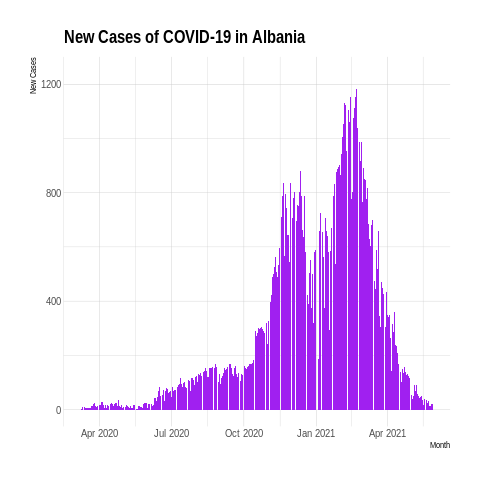 New Cases of COVID-19 in Albania
New Cases
1200
800
400
0
Apr 2020 Jul 2020 Oct 2020 Jan 2021 Apr 2021
Month